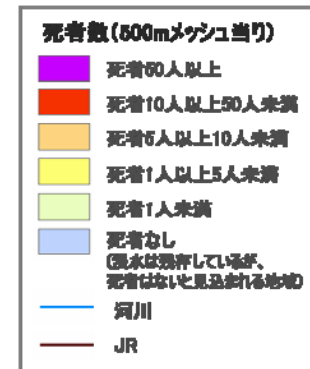 死者数(500mメッシュ当り)
死者50人以上
死者10人以上50人未満
死者5人以上10人未満
死者1人以上5人未満
死者1人未満
死者なし
(浸水は残存しているが、
死者はないと見込まれる地域)
河川
JR